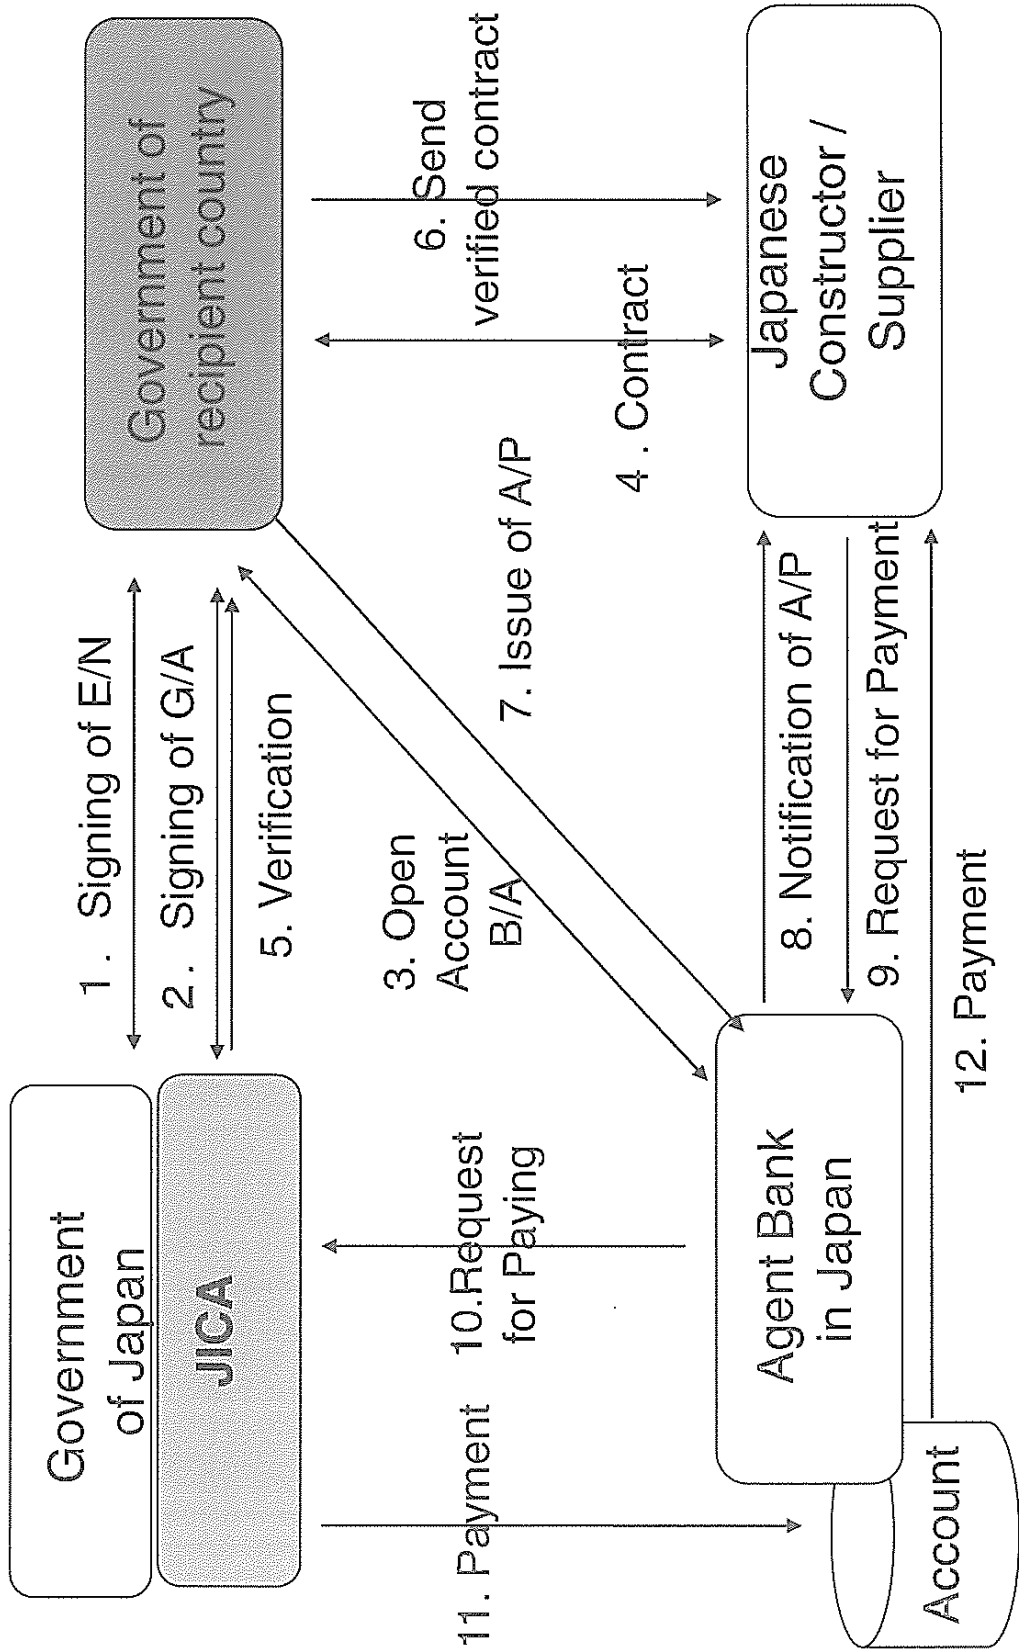 Government
of Japan
JICA
1 .  Signing of E/N
2 .  Signing of G/A
5. Verification
Government of
recipient country
3. Open
Account
B/A
7. Issue of A/P
10.Request
for Paying
11. Payment
6. Send
verified contract
4 . Contract
Agent Bank
in Japan
Account
8. Notification of A/P
9. Request for Payment
12. Payment
Japanese
Constructor /
Supplier